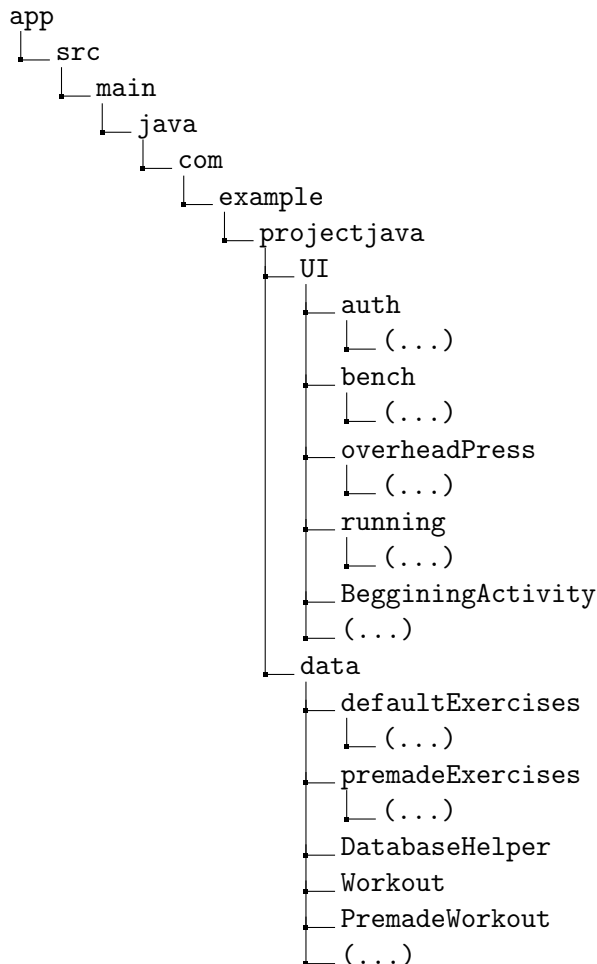 app
src
main
java
com
example
projectjava
UI
auth
(...)
bench
(...)
overheadPress
(...)
running
(...)
BegginingActivity
(...)
data
defaultExercises
(...)
premadeExercises
(...)
DatabaseHelper
Workout
PremadeWorkout
(...)